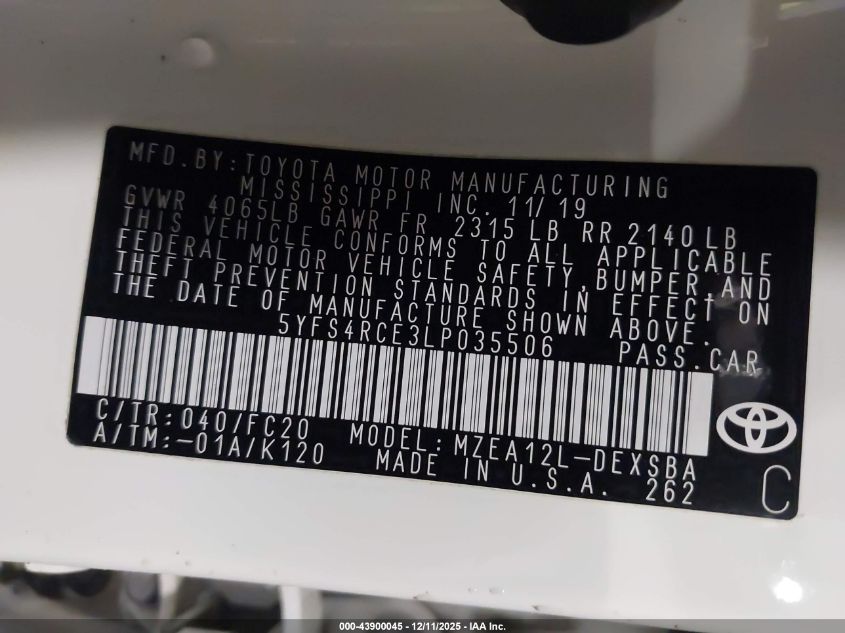 MFD.BY:TOYOTA MOTOR MANUFACTURING
MISSISSIPPI INC. 11/19
GVWR 4065LB GAWR FR 2315 LB RR 2140LB
THIS VEHICLE CONFORMS TO ALL APPLICABLE
FEDERAL MOTOR VEHICLE SAFETY,BUMPER,AND
THEFT PREVENTION STANDARDS IN EFFECT ON
THE DATE OF MANUFACTURE SHOWN ABOVE.
5YFS4RCE3LP035506 PASS.CAR
C/TR:040/FC20 MODEL:MZEA12L-DEXSBA
A/TM:-01A/K120 MADE IN U.S.A. 262
C
000-43900045 - 12/11/2025 - IAA Inc.